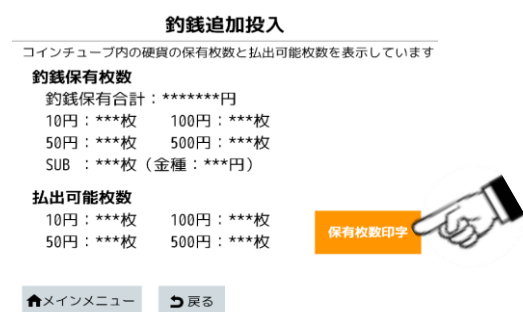 釣銭追加投入
コインチューブ内の硬貨の保有枚数と払出可能枚数を表示しています
釣銭保有枚数
釣銭保有合計：*******円
10円：***枚 100円：***枚
50円：***枚 500円：***枚
SUB ：***枚（金種：***円）
払出可能枚数
10円：***枚 100円：***枚
50円：***枚 500円：***枚
保有枚数印字
メインメニュー 戻る